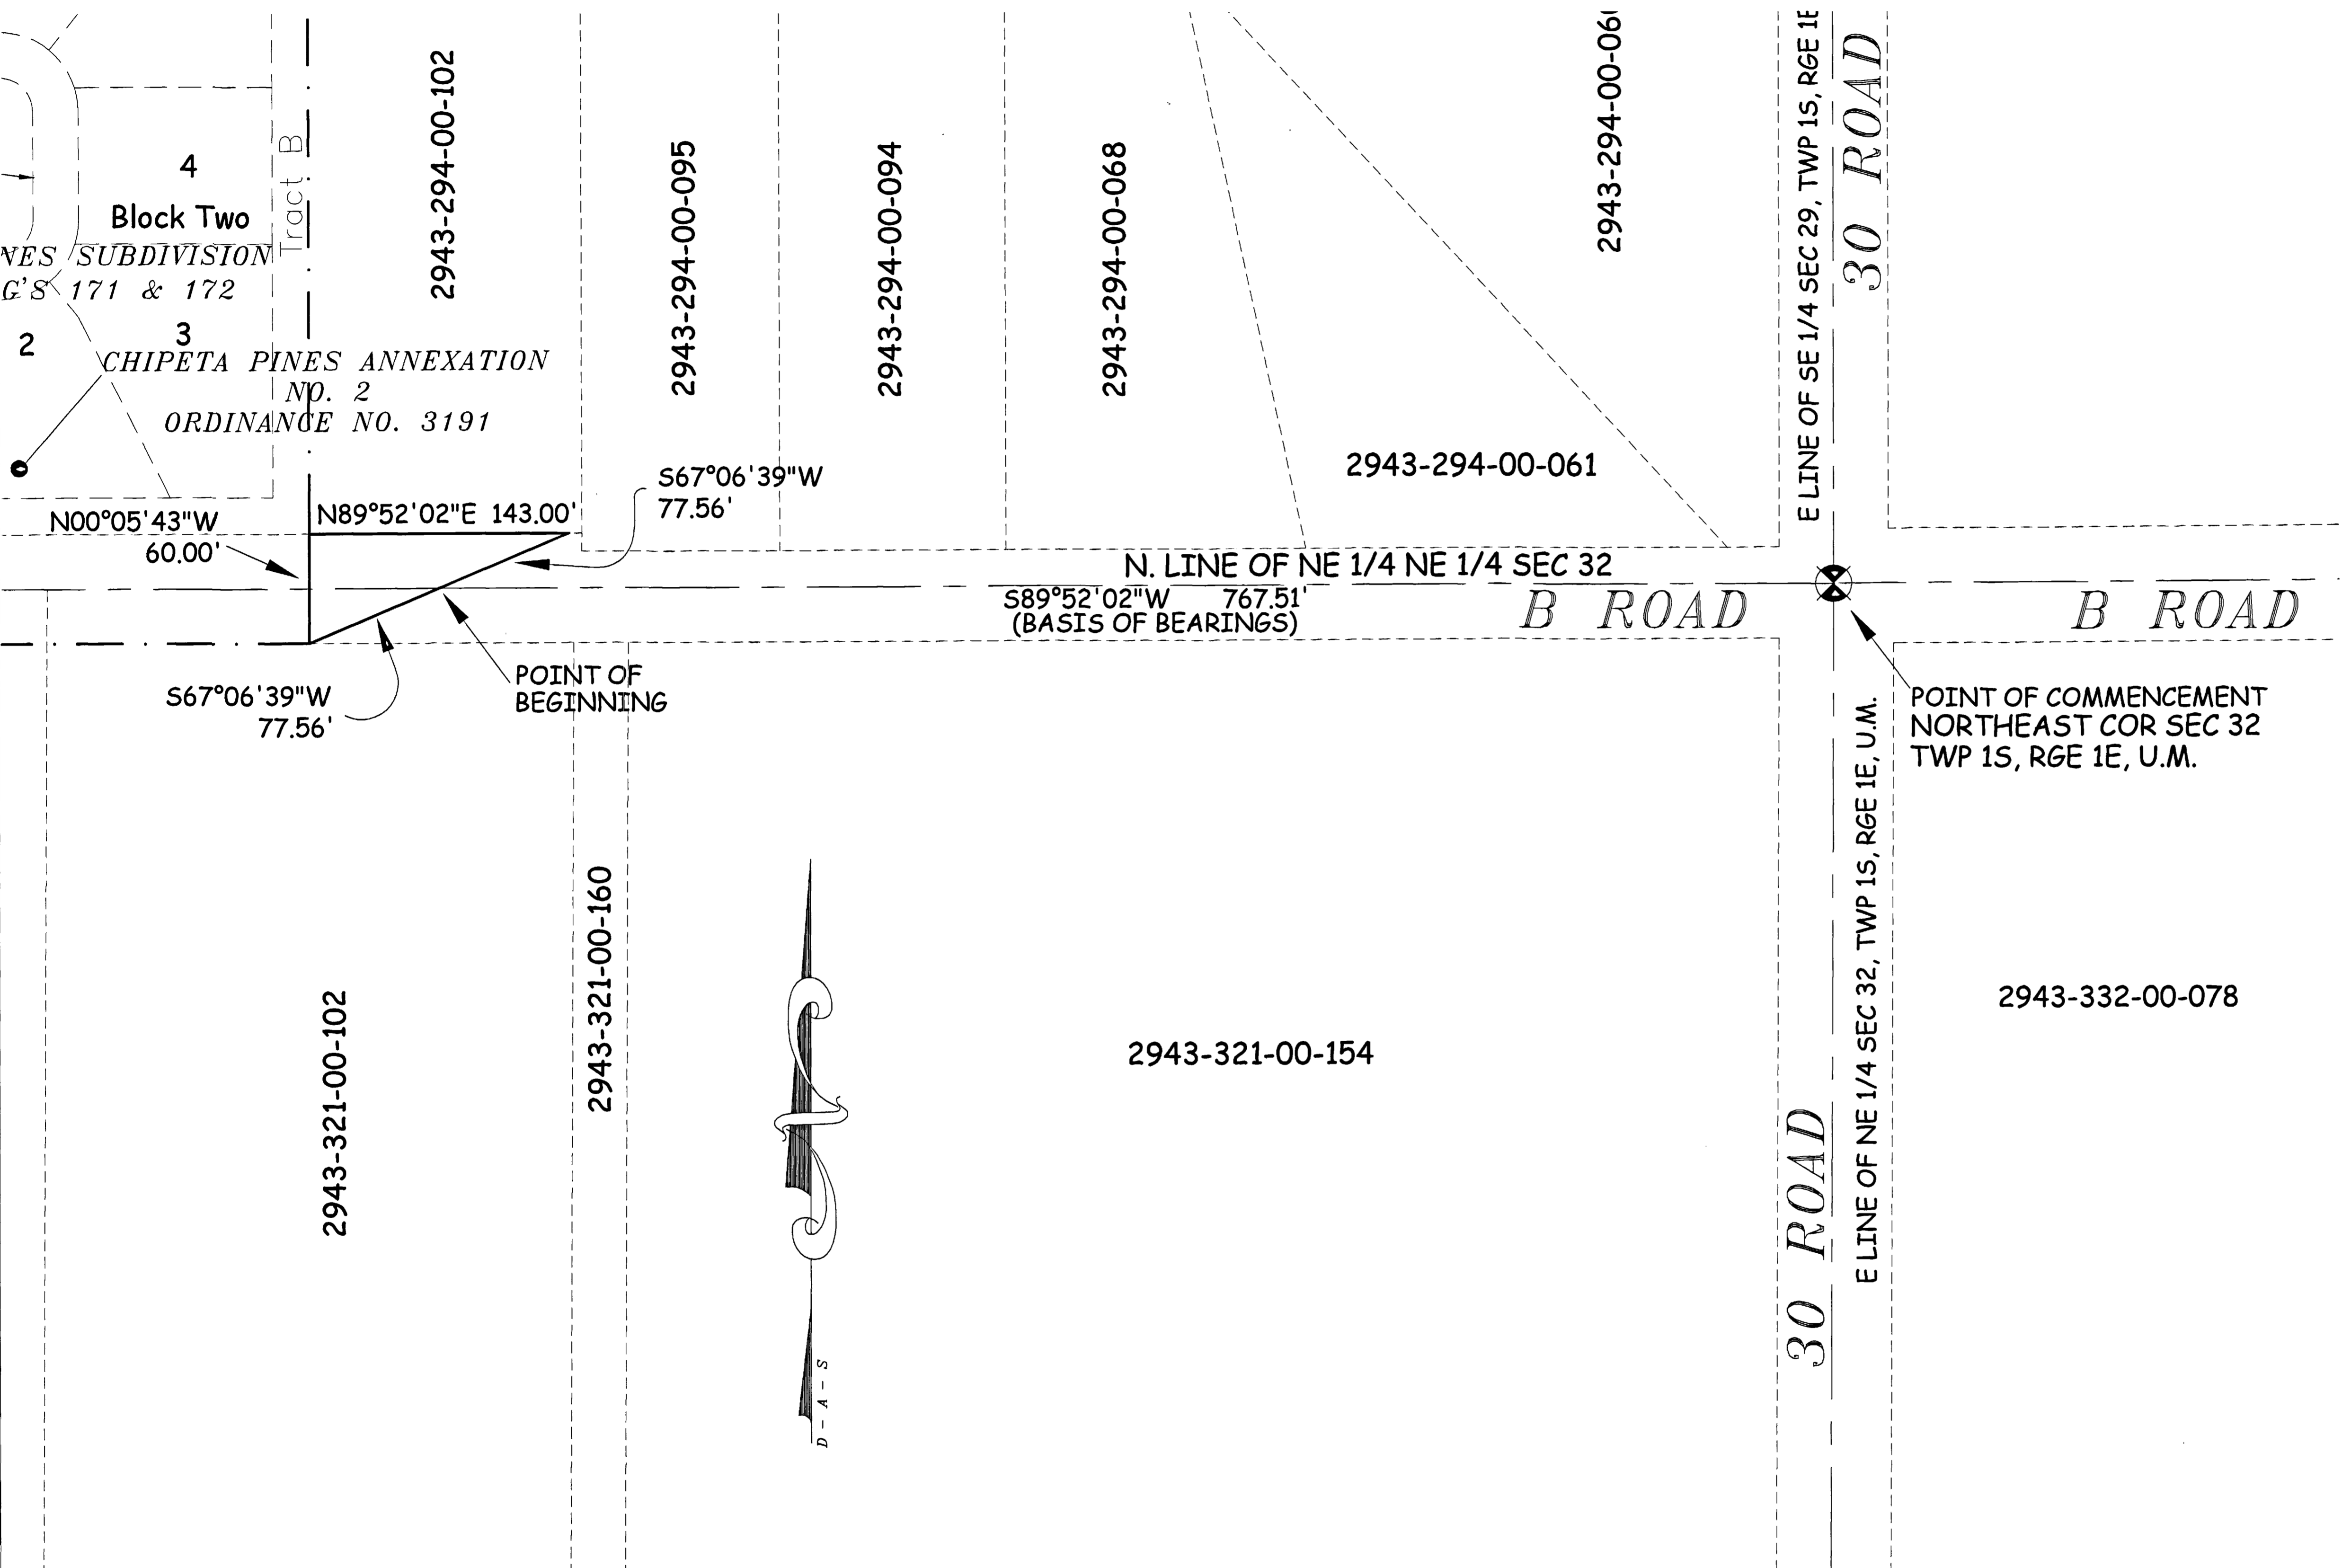 4
Block Two
Tract B
NES SUBDIVISION
G'S 171 & 172
2
3
CHIPETA PINES ANNEXATION
NO. 2
ORDINANCE NO. 3191
2943-294-00-102
2943-294-00-095
2943-294-00-094
2943-294-00-068
2943-294-00-061
2943-294-00-06
E LINE OF SE 1/4 SEC 29, TWP 1S, RGE 1E
30 ROAD
N00°05'43"W
60.00'
N89°52'02"E 143.00'
S67°06'39"W
77.56'
N. LINE OF NE 1/4 NE 1/4 SEC 32
S89°52'02"W 767.51'
(BASIS OF BEARINGS)
B ROAD
B ROAD
S67°06'39"W
77.56'
POINT OF
BEGINNING
POINT OF COMMENCEMENT
NORTHEAST COR SEC 32
TWP 1S, RGE 1E, U.M.
2943-321-00-102
2943-321-00-160
D-A-S
2943-321-00-154
30 ROAD
E LINE OF NE 1/4 SEC 32, TWP 1S, RGE 1E, U.M.
2943-332-00-078